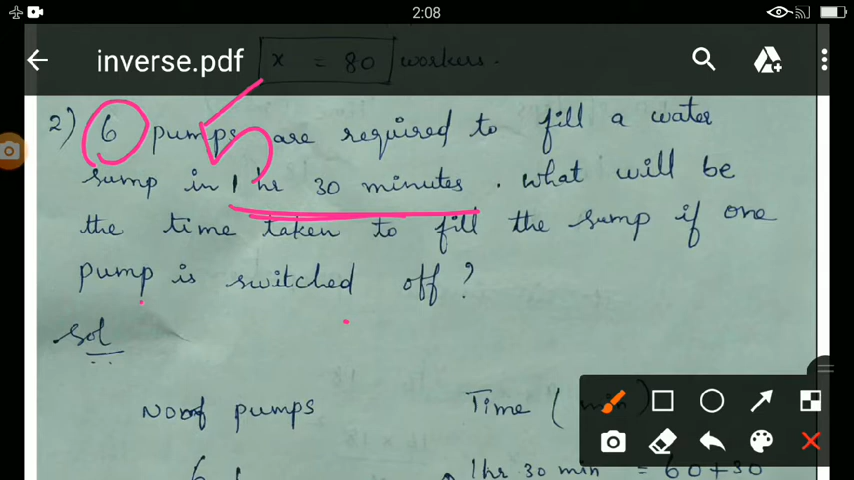 2:08
inverse.pdf
x = 80 workers.
2) 6 pumps are required to fill a water
sump in 1 hr 30 minutes. What will be
the time taken to fill the sump if one
pump is switched off?
Sol
No of pumps Time (min)
6 1hr 30 min = 60+30
5